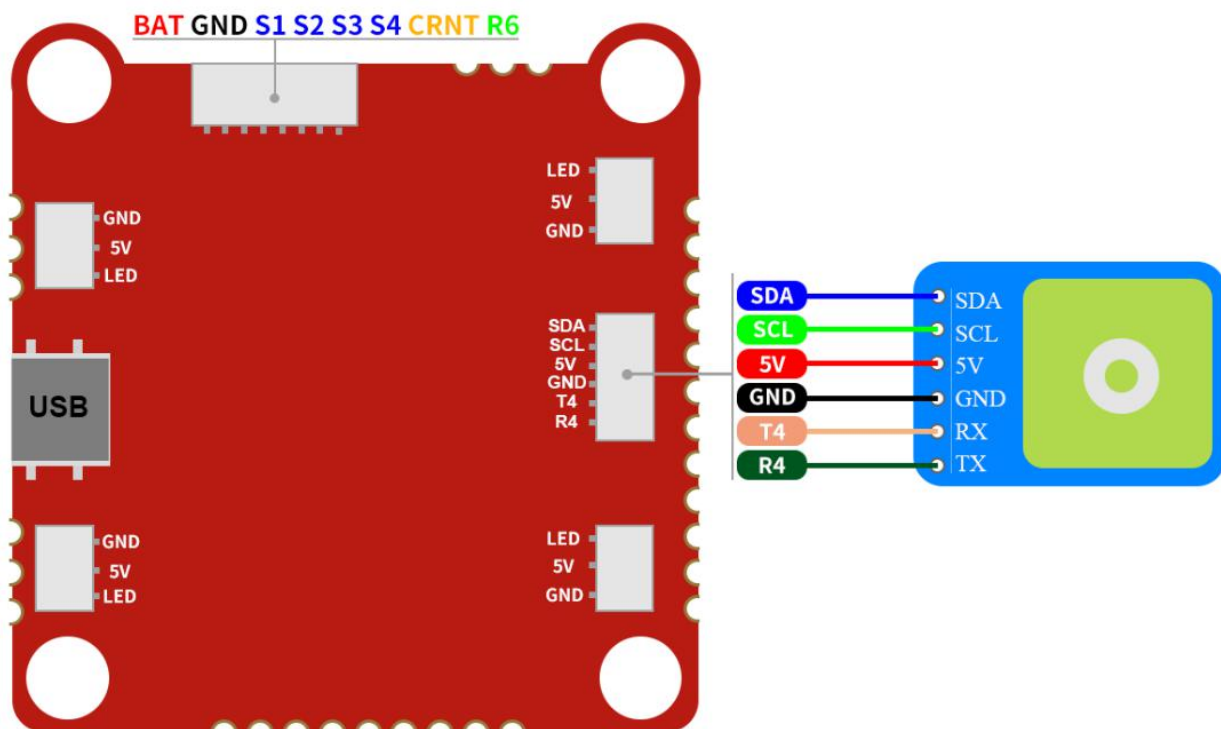 BAT GND S1 S2 S3 S4 CRNT R6
LED
5V
GND
GND
5V
LED
SDA
SCL
5V
GND
T4
R4
USB
SDA
SCL
5V
GND
T4
R4
SDA
SCL
5V
GND
RX
TX
GND
5V
LED
LED
5V
GND